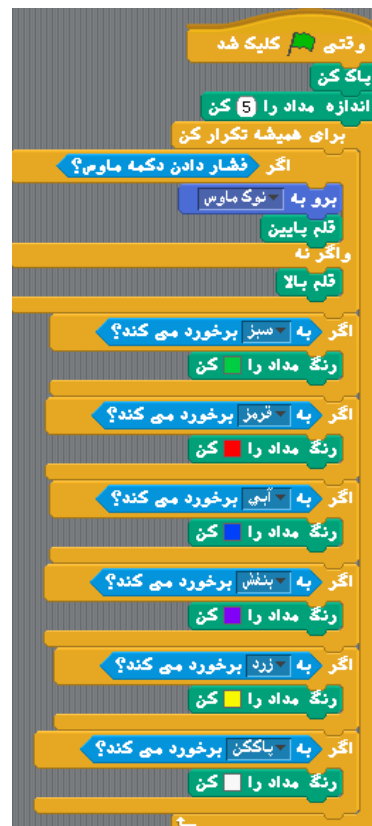 وقتی کلیک شد
پاک کن
اندازه مداد را 5 کن
برای همیشه تکرار کن
اگر فشار دادن دکمه ماوس؟
برو به نوک ماوس
قلم پایین
واگر نه
قلم بالا
اگر به سبز برخورد می کند؟
رنگ مداد را کن
اگر به قرمز برخورد می کند؟
رنگ مداد را کن
اگر به آبي برخورد می کند؟
رنگ مداد را کن
اگر به بنفش برخورد می کند؟
رنگ مداد را کن
اگر به زرد برخورد می کند؟
رنگ مداد را کن
اگر به پاککن برخورد می کند؟
رنگ مداد را کن